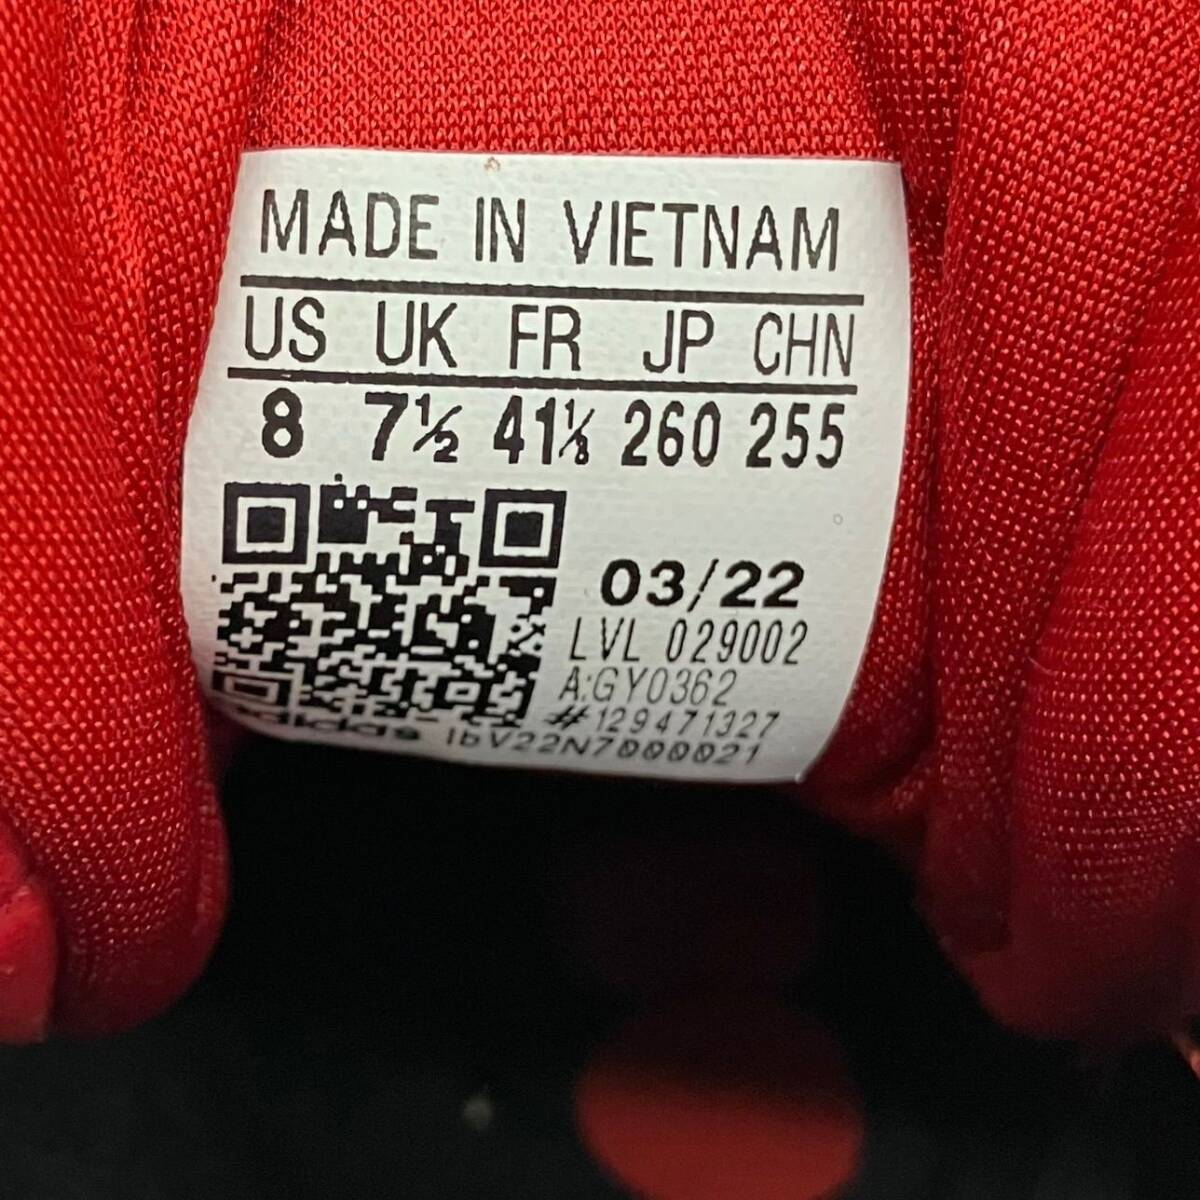 MADE IN VIETNAM
US UK FR JP CHN
8 7½ 41⅓ 260 255
03/22
LVL 029002
A:GY0362
#129471327
adidas IbV22N7000021